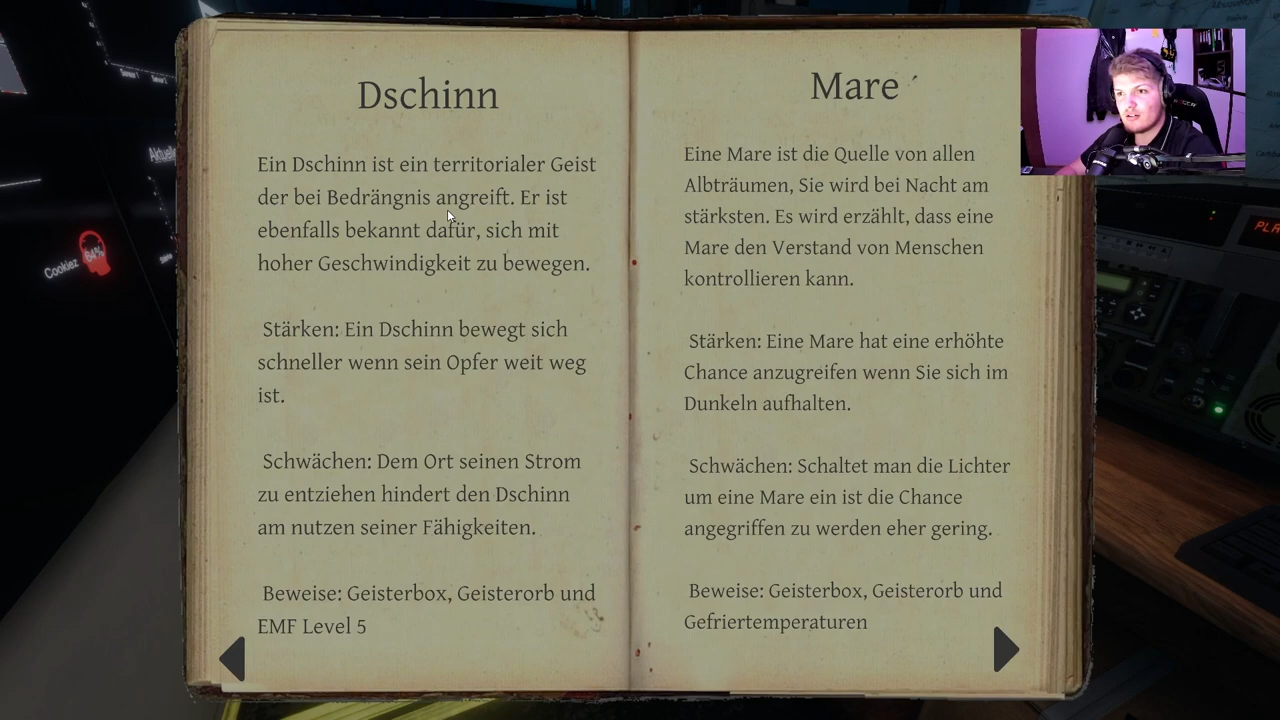 Dschinn
Ein Dschinn ist ein territorialer Geist
der bei Bedrängnis angreift. Er ist
ebenfalls bekannt dafür, sich mit
hoher Geschwindigkeit zu bewegen.
Stärken: Ein Dschinn bewegt sich
schneller wenn sein Opfer weit weg
ist.
Schwächen: Dem Ort seinen Strom
zu entziehen hindert den Dschinn
am nutzen seiner Fähigkeiten.
Beweise: Geisterbox, Geisterorb und
EMF Level 5
Mare
Eine Mare ist die Quelle von allen
Albträumen, Sie wird bei Nacht am
stärksten. Es wird erzählt, dass eine
Mare den Verstand von Menschen
kontrollieren kann.
Stärken: Eine Mare hat eine erhöhte
Chance anzugreifen wenn Sie sich im
Dunkeln aufhalten.
Schwächen: Schaltet man die Lichter
um eine Mare ein ist die Chance
angegriffen zu werden eher gering.
Beweise: Geisterbox, Geisterorb und
Gefriertemperaturen
Cookiez
64%